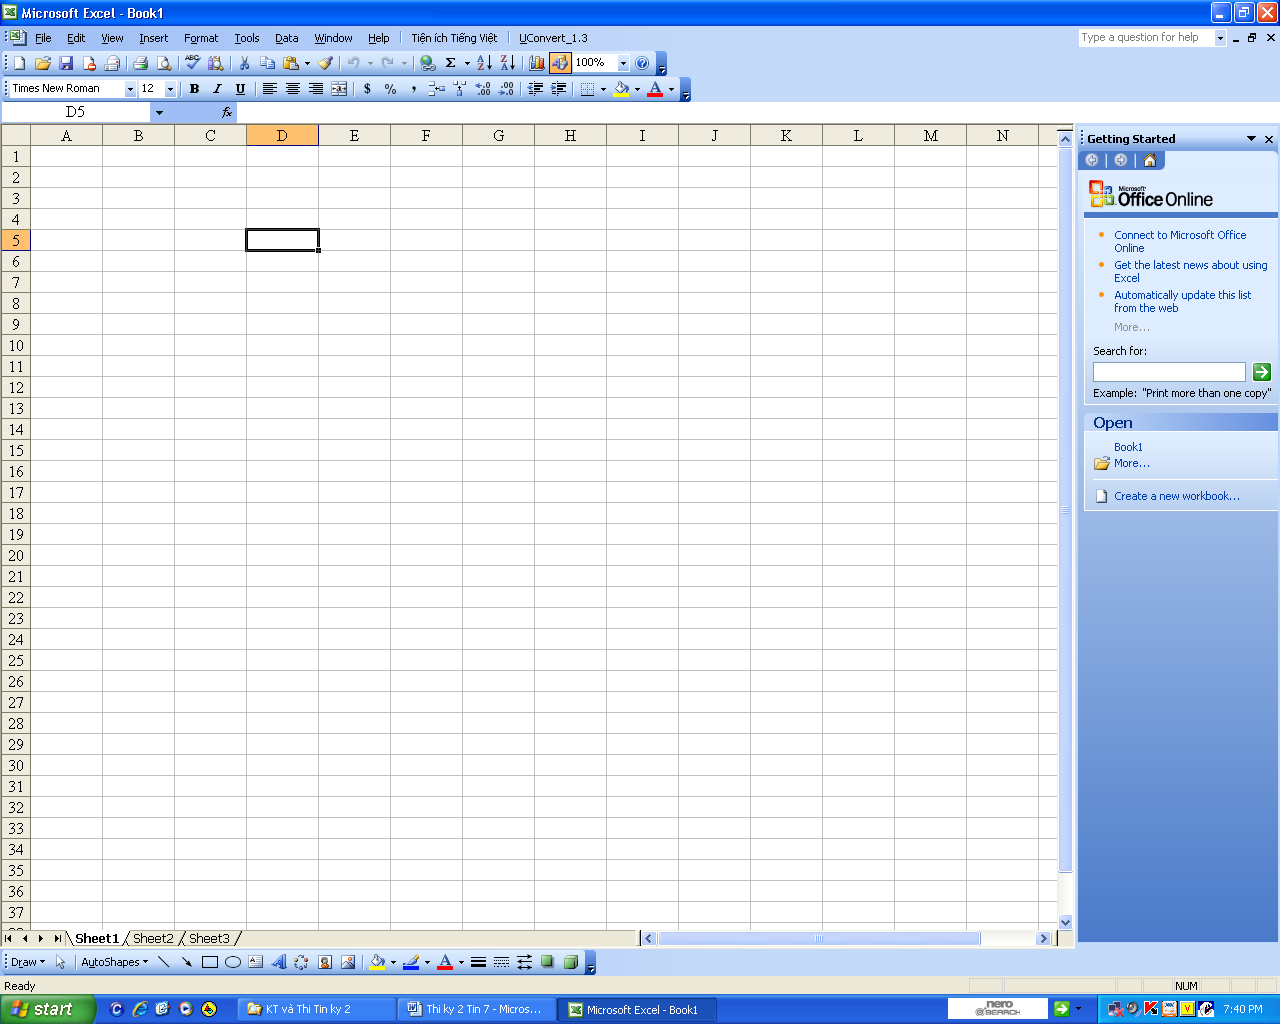 Microsoft Excel - Book1
File Edit View Insert Format Tools Data Window Help Tiện ích Tiếng Việt UConvert_1.3 Type a question for help
100%
Times New Roman 12 B I U $ % ,
D5 fx
A B C D E F G H I J K L M N
1
2
3
4
5
6
7
8
9
10
11
12
13
14
15
16
17
18
19
20
21
22
23
24
25
26
27
28
29
30
31
32
33
34
35
36
37
Getting Started
Microsoft
Office Online
Connect to Microsoft Office
Online
Get the latest news about using
Excel
Automatically update this list
from the web
More...
Search for:
Example: "Print more than one copy"
Open
Book1
More...
Create a new workbook...
Sheet1 Sheet2 Sheet3
Draw AutoShapes
Ready NUM
start KT và Thi Tin ky 2 Thi ky 2 Tin 7 - Micros... Microsoft Excel - Book1 nero SEARCH 7:40 PM